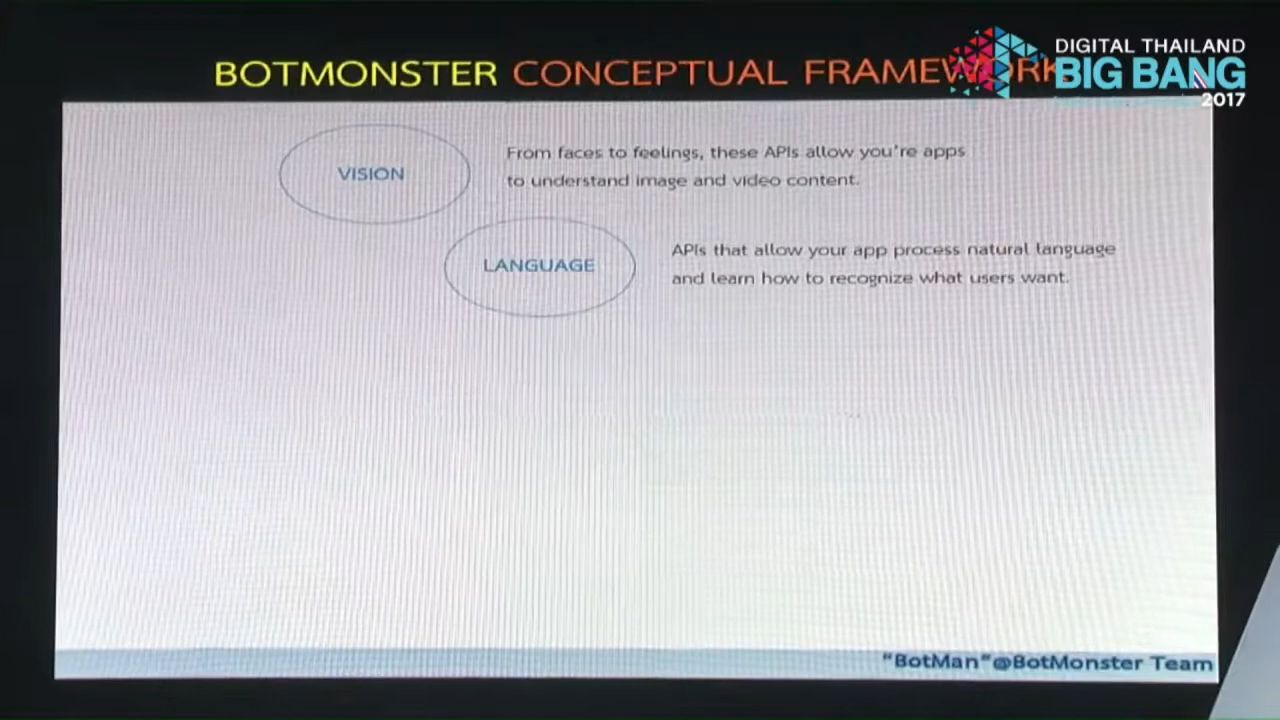 BOTMONSTER CONCEPTUAL FRAMEWORK
DIGITAL THAILAND
BIG BANG
2017
VISION
From faces to feelings, these APIs allow you're apps
to understand image and video content.
LANGUAGE
APIs that allow your app process natural language
and learn how to recognize what users want.
"BotMan"@BotMonster Team